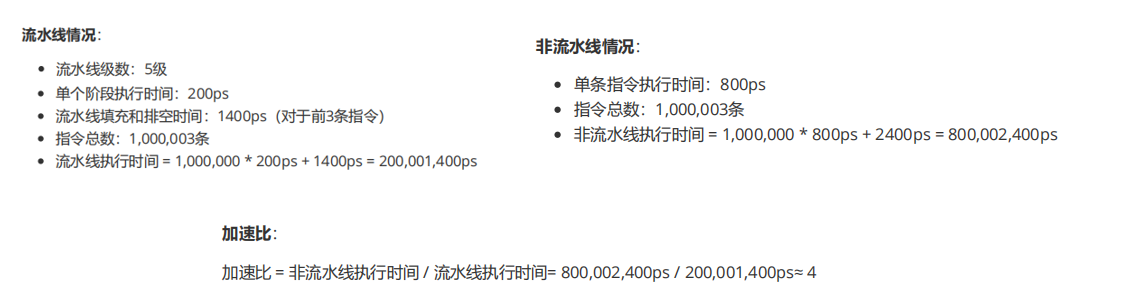 流水线情况：
流水线级数：5级
单个阶段执行时间：200ps
流水线填充和排空时间：1400ps（对于前3条指令）
指令总数：1,000,003条
流水线执行时间 = 1,000,000 * 200ps + 1400ps = 200,001,400ps
非流水线情况：
单条指令执行时间：800ps
指令总数：1,000,003条
非流水线执行时间 = 1,000,000 * 800ps + 2400ps = 800,002,400ps
加速比：
加速比 = 非流水线执行时间 / 流水线执行时间= 800,002,400ps / 200,001,400ps≈ 4